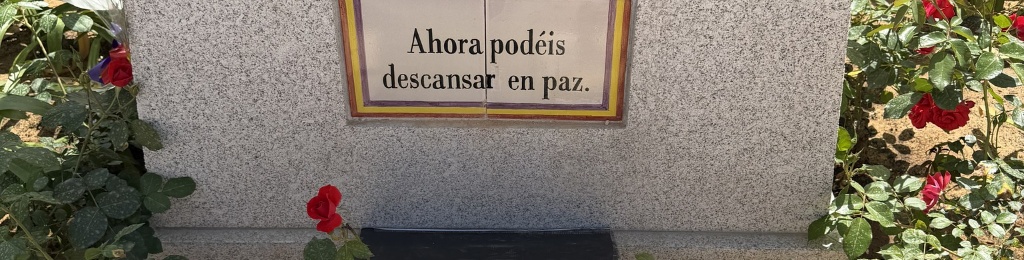 Ahora podéis
descansar en paz.